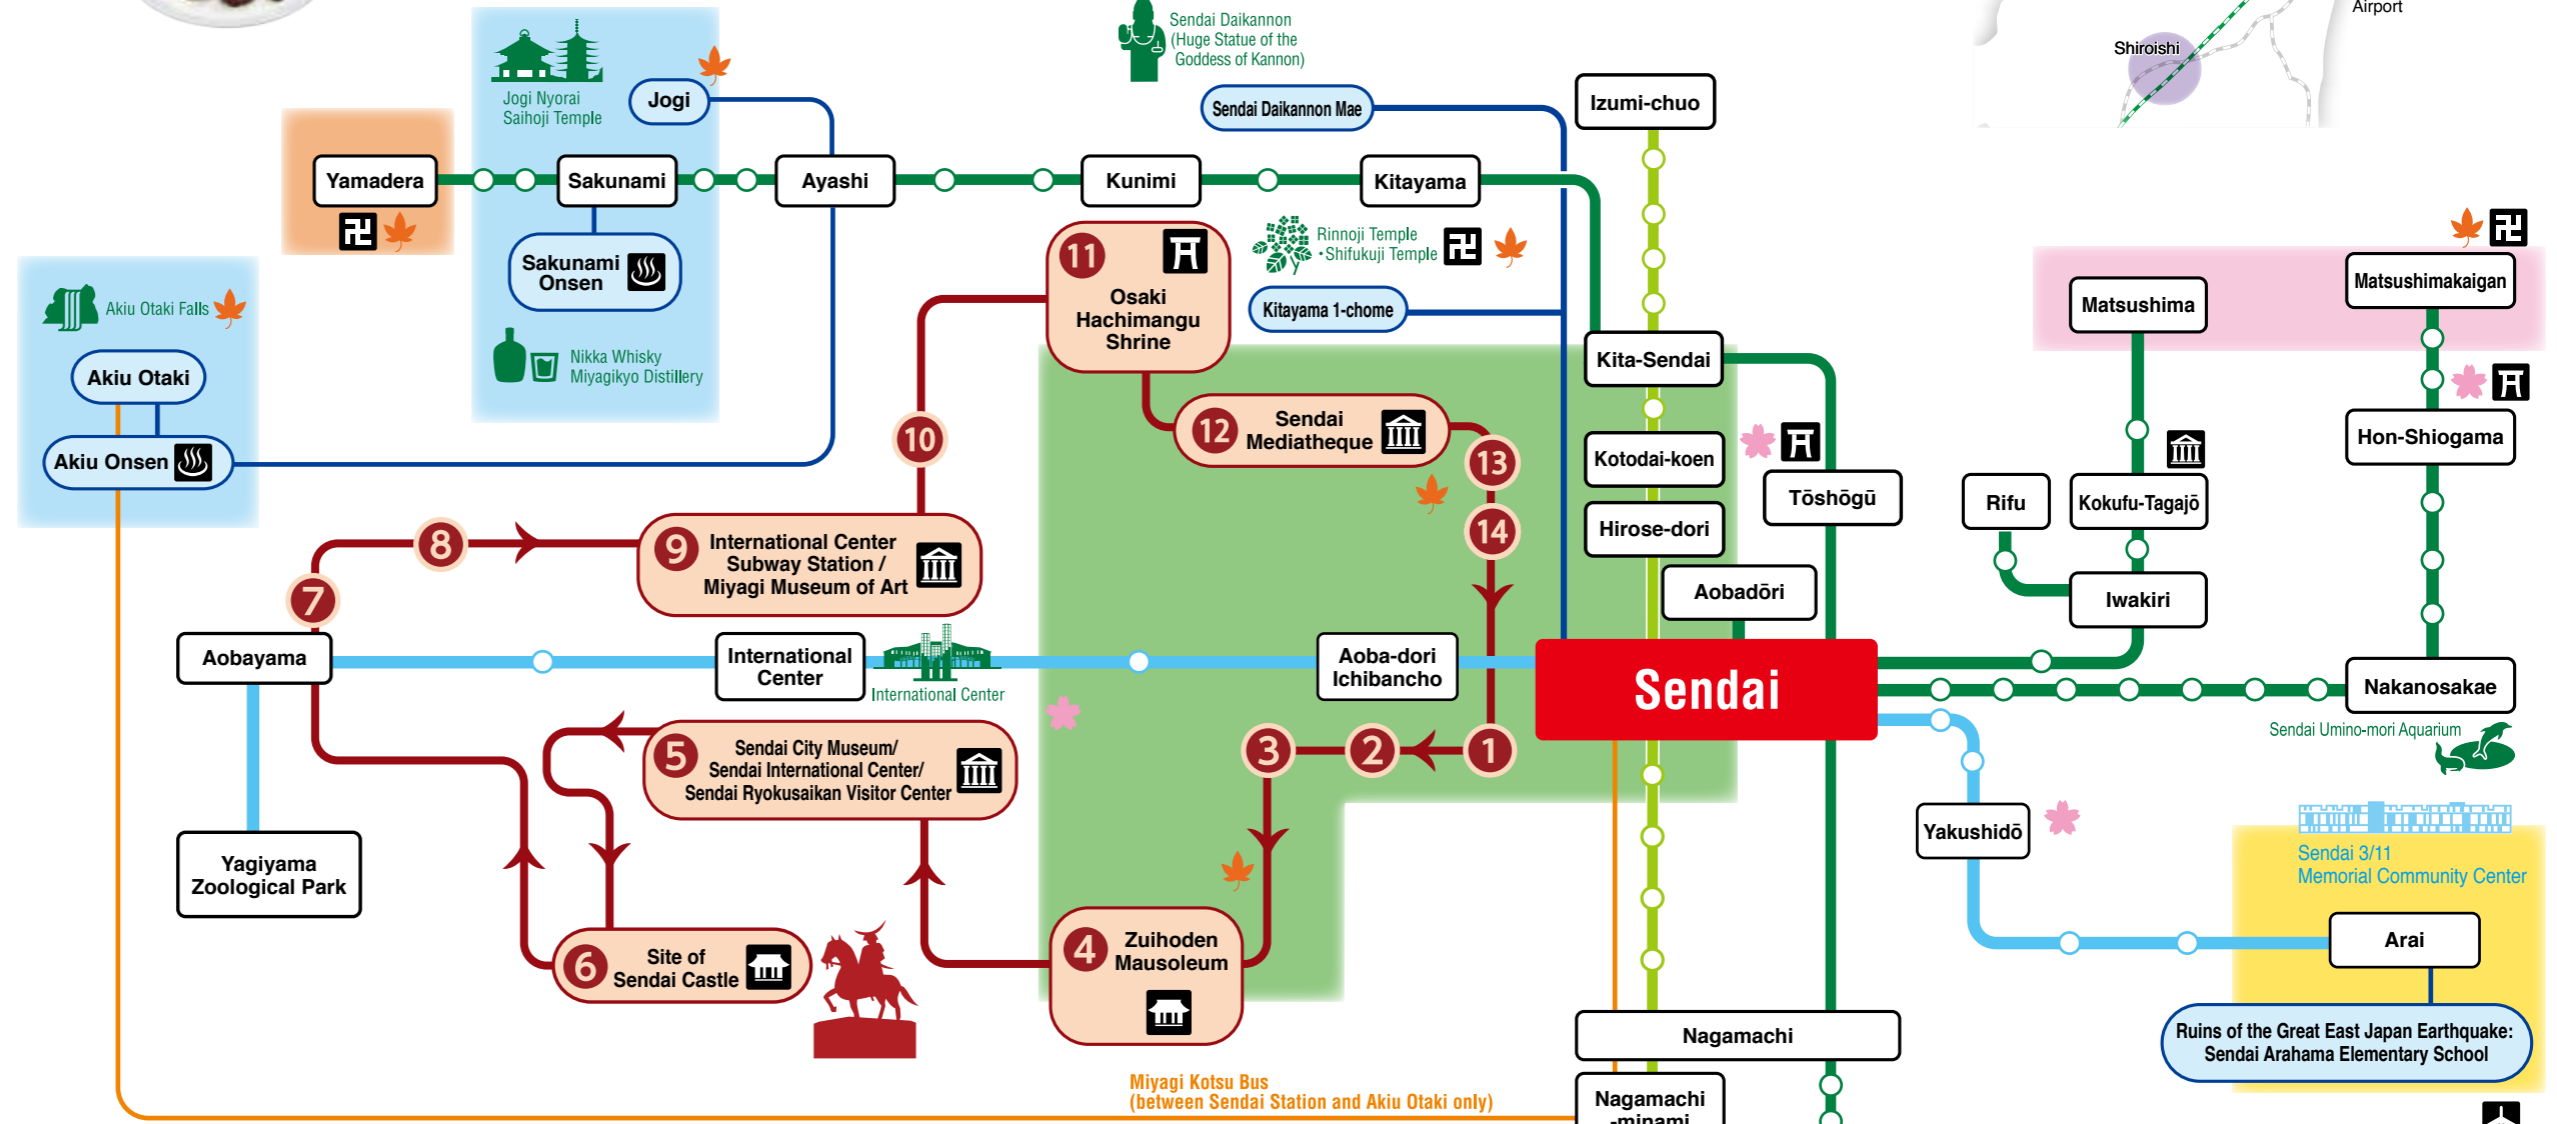 Airport
Shiroishi
Sendai Daikannon
(Huge Statue of the
Goddess of Kannon)
Jogi Nyorai
Saihoji Temple
Jogi
Sendai Daikannon Mae
Izumi-chuo
Yamadera
Sakunami
Ayashi
Kunimi
Kitayama
Sakunami
Onsen
Nikka Whisky
Miyagikyo Distillery
Akiu Otaki Falls
Akiu Otaki
Akiu Onsen
11
Osaki
Hachimangu
Shrine
Rinnoji Temple
・Shifukuji Temple
卍
卍
卍
Kitayama 1-chome
Matsushima
Matsushimakaigan
Kita-Sendai
12
Sendai
Mediatheque
10
13
14
Kotodai-koen
Hirose-dori
Tōshōgū
Aobadōri
Rifu
Kokufu-Tagajō
Hon-Shiogama
Iwakiri
8
9
International Center
Subway Station /
Miyagi Museum of Art
7
Aobayama
International
Center
International Center
Aoba-dori
Ichibancho
Sendai
Nakanosakae
Sendai Umino-mori Aquarium
5
Sendai City Museum/
Sendai International Center/
Sendai Ryokusaikan Visitor Center
3
2
1
Yagiyama
Zoological Park
Yakushidō
Sendai 3/11
Memorial Community Center
Arai
6
Site of
Sendai Castle
4
Zuihoden
Mausoleum
Nagamachi
Ruins of the Great East Japan Earthquake:
Sendai Arahama Elementary School
Miyagi Kotsu Bus
(between Sendai Station and Akiu Otaki only)
Nagamachi
-minami